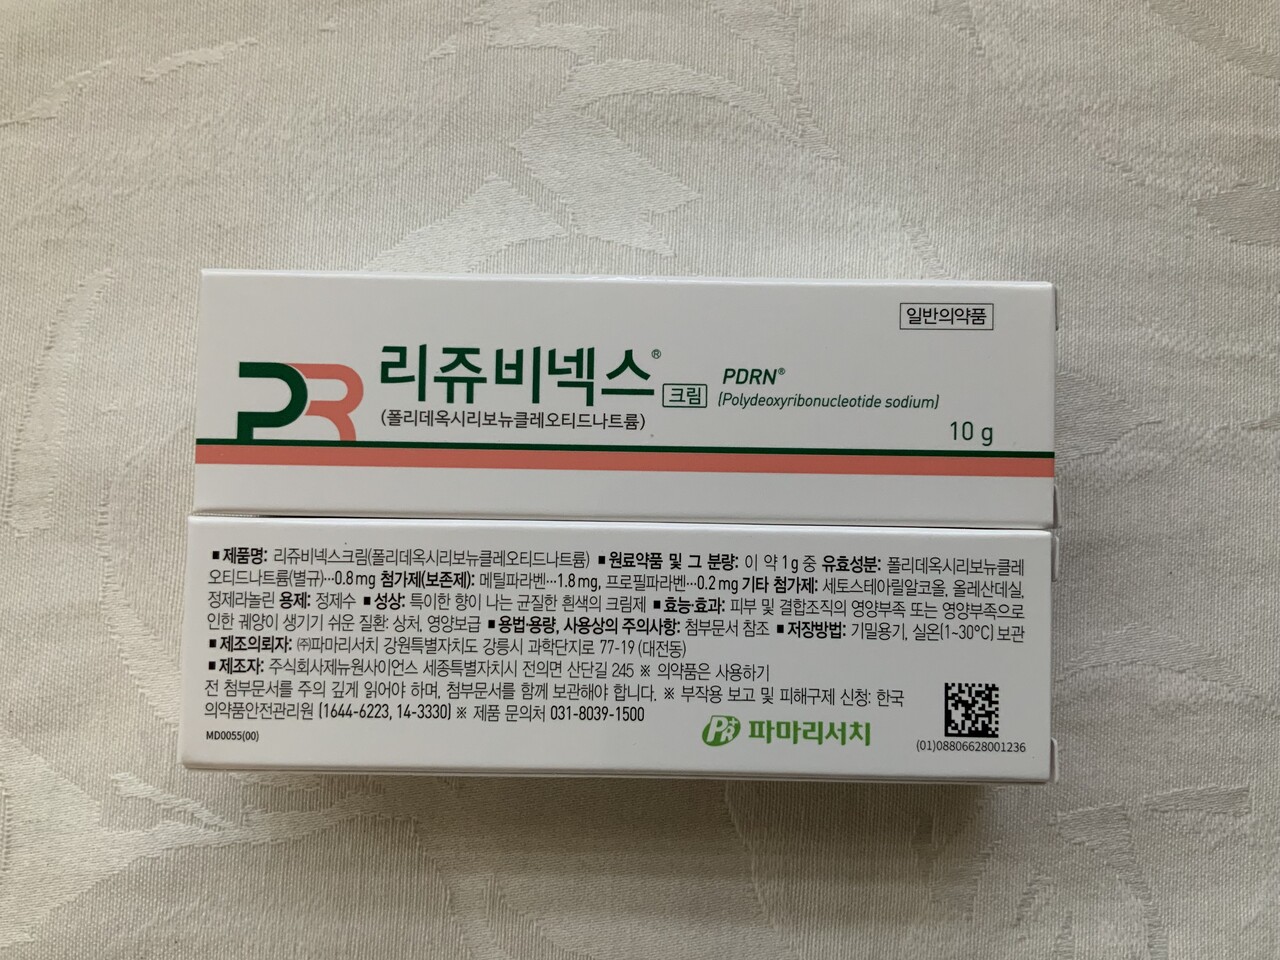 일반의약품
PR
리쥬비넥스® 크림
PDRN®
(Polydeoxyribonucleotide sodium)
(폴리데옥시리보뉴클레오티드나트륨)
10 g
■ 제품명: 리쥬비넥스크림(폴리데옥시리보뉴클레오티드나트륨) ■ 원료약품 및 그 분량: 이 약 1 g 중 유효성분: 폴리데옥시리보뉴클레
오티드나트륨(별규)…0.8 mg 첨가제(보존제): 메틸파라벤…1.8 mg, 프로필파라벤…0.2 mg 기타 첨가제: 세토스테아릴알코올, 올레산데실,
정제라놀린 용제: 정제수 ■ 성상: 특이한 향이 나는 균질한 흰색의 크림제 ■ 효능·효과: 피부 및 결합조직의 영양부족 또는 영양부족으로
인한 궤양이 생기기 쉬운 질환: 상처, 영양보급 ■ 용법·용량, 사용상의 주의사항: 첨부문서 참조 ■ 저장방법: 기밀용기, 실온(1~30°C) 보관
■ 제조의뢰자: ㈜파마리서치 강원특별자치도 강릉시 과학단지로 77-19 (대전동)
■ 제조자: 주식회사제뉴원사이언스 세종특별자치시 전의면 산단길 245 ※ 의약품은 사용하기
전 첨부문서를 주의 깊게 읽어야 하며, 첨부문서를 함께 보관해야 합니다. ※ 부작용 보고 및 피해구제 신청: 한국
의약품안전관리원 (1644-6223, 14-3330) ※ 제품 문의처 031-8039-1500
MD0055(00)
PR 파마리서치
(01)08806628001236